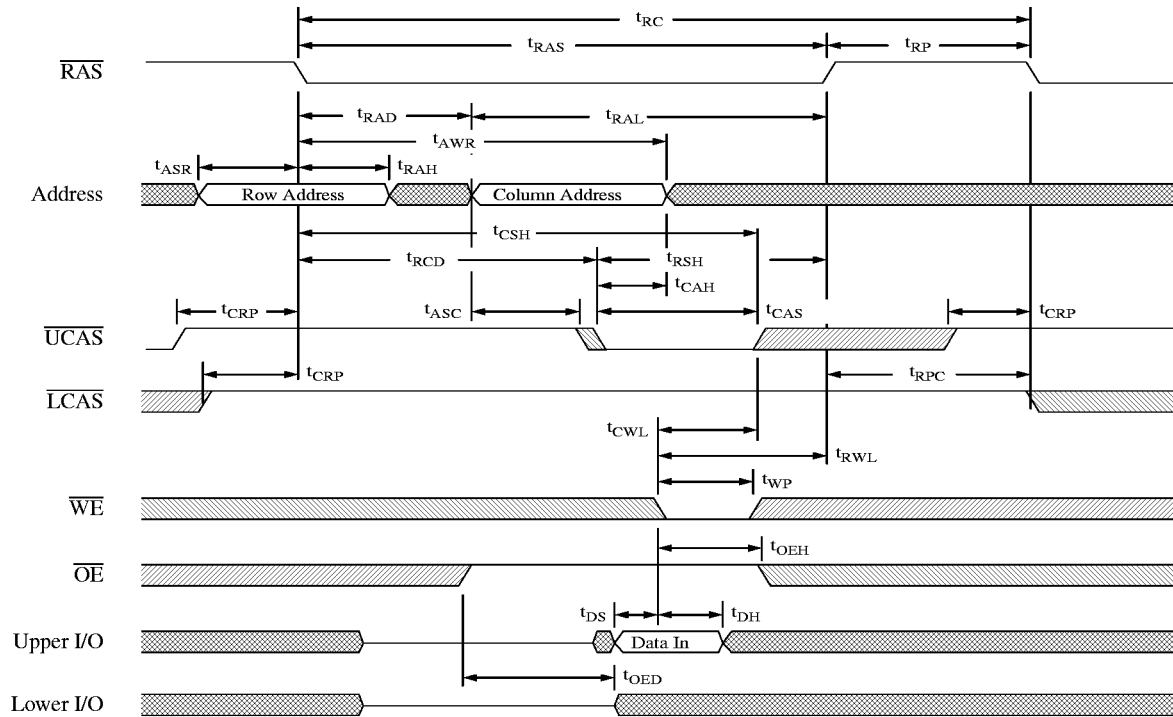 tRC
tRAS tRP
RAS
tRAD tRAL
tAWR
tASR tRAH
Address Row Address Column Address
tCSH
tRCD tRSH
tCAH
tCRP tASC tCAS tCRP
UCAS
tCRP tRPC
LCAS
tCWL
tRWL
tWP
WE
tOEH
OE
tDS tDH
Upper I/O Data In
tOED
Lower I/O